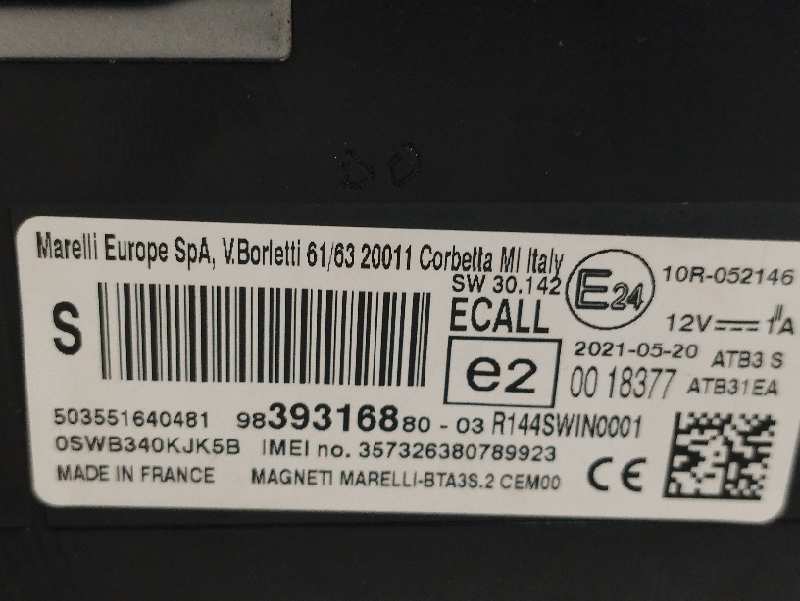 Marelli Europe SpA, V.Borletti 61/63 20011 Corbetta MI Italy
SW 30.142
E24
10R-052146
S
ECALL
12V 1A
e2
2021-05-20 ATB3 S
00 18377 ATB31EA
503551640481 9839316880 - 03 R144SWIN0001
0SWB340KJK5B IMEI no. 357326380789923
MADE IN FRANCE MAGNETI MARELLI-BTA3S.2 CEM00
CE